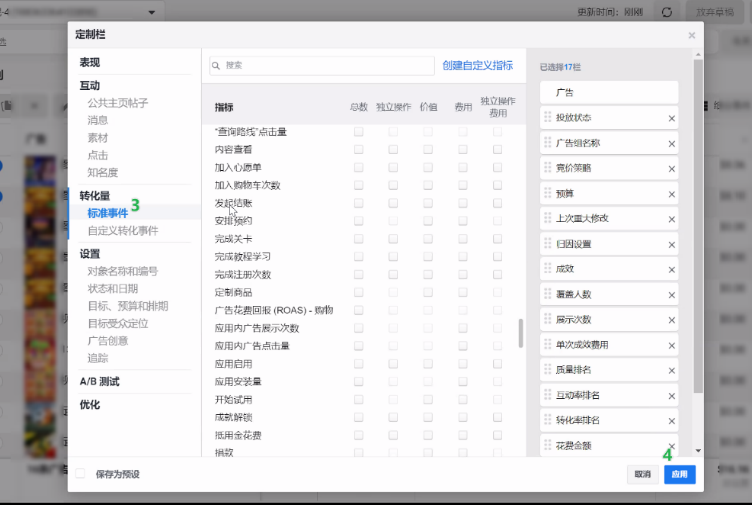 更新时间：刚刚
放弃草稿
定制栏
表现
互动
公共主页帖子
消息
素材
点击
知名度
转化量
标准事件
3
自定义转化事件
设置
对象名称和编号
状态和日期
目标、预算和排期
目标受众定位
广告创意
追踪
A/B 测试
优化
搜索
创建自定义指标
指标
总数
独立操作
价值
费用
独立操作
费用
“查询路线”点击量
内容查看
加入心愿单
加入购物车次数
发起结账
安排预约
完成关卡
完成教程学习
完成注册次数
定制商品
广告花费回报 (ROAS) - 购物
应用内广告展示次数
应用内广告点击量
应用启用
应用安装量
开始试用
成就解锁
抵用金花费
捐款
已选择17栏
广告
投放状态
广告组名称
竞价策略
预算
上次重大修改
归因设置
成效
覆盖人数
展示次数
单次成效费用
质量排名
互动率排名
转化率排名
花费金额
4
保存为预设
取消
应用